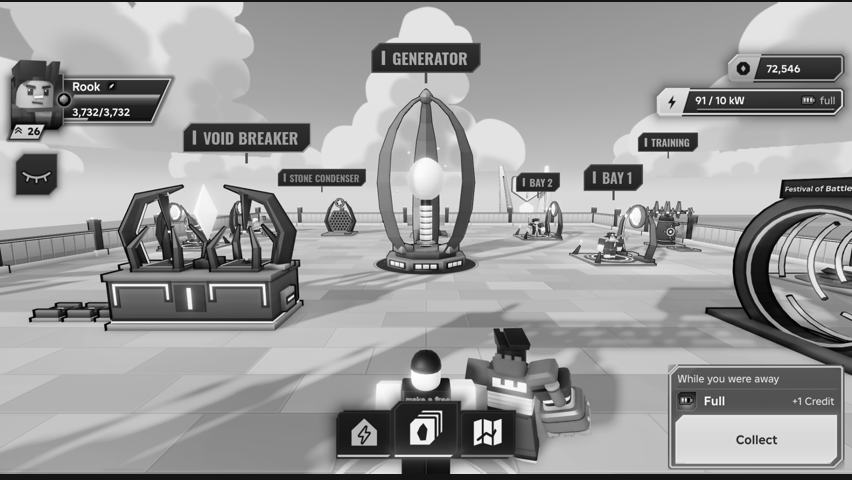 GENERATOR
72,546
Rook
91 / 10 kW
full
3,732/3,732
26
VOID BREAKER
TRAINING
STONE CONDENSER
BAY 2
BAY 1
Festival of Battle
While you were away
Full
+1 Credit
Collect